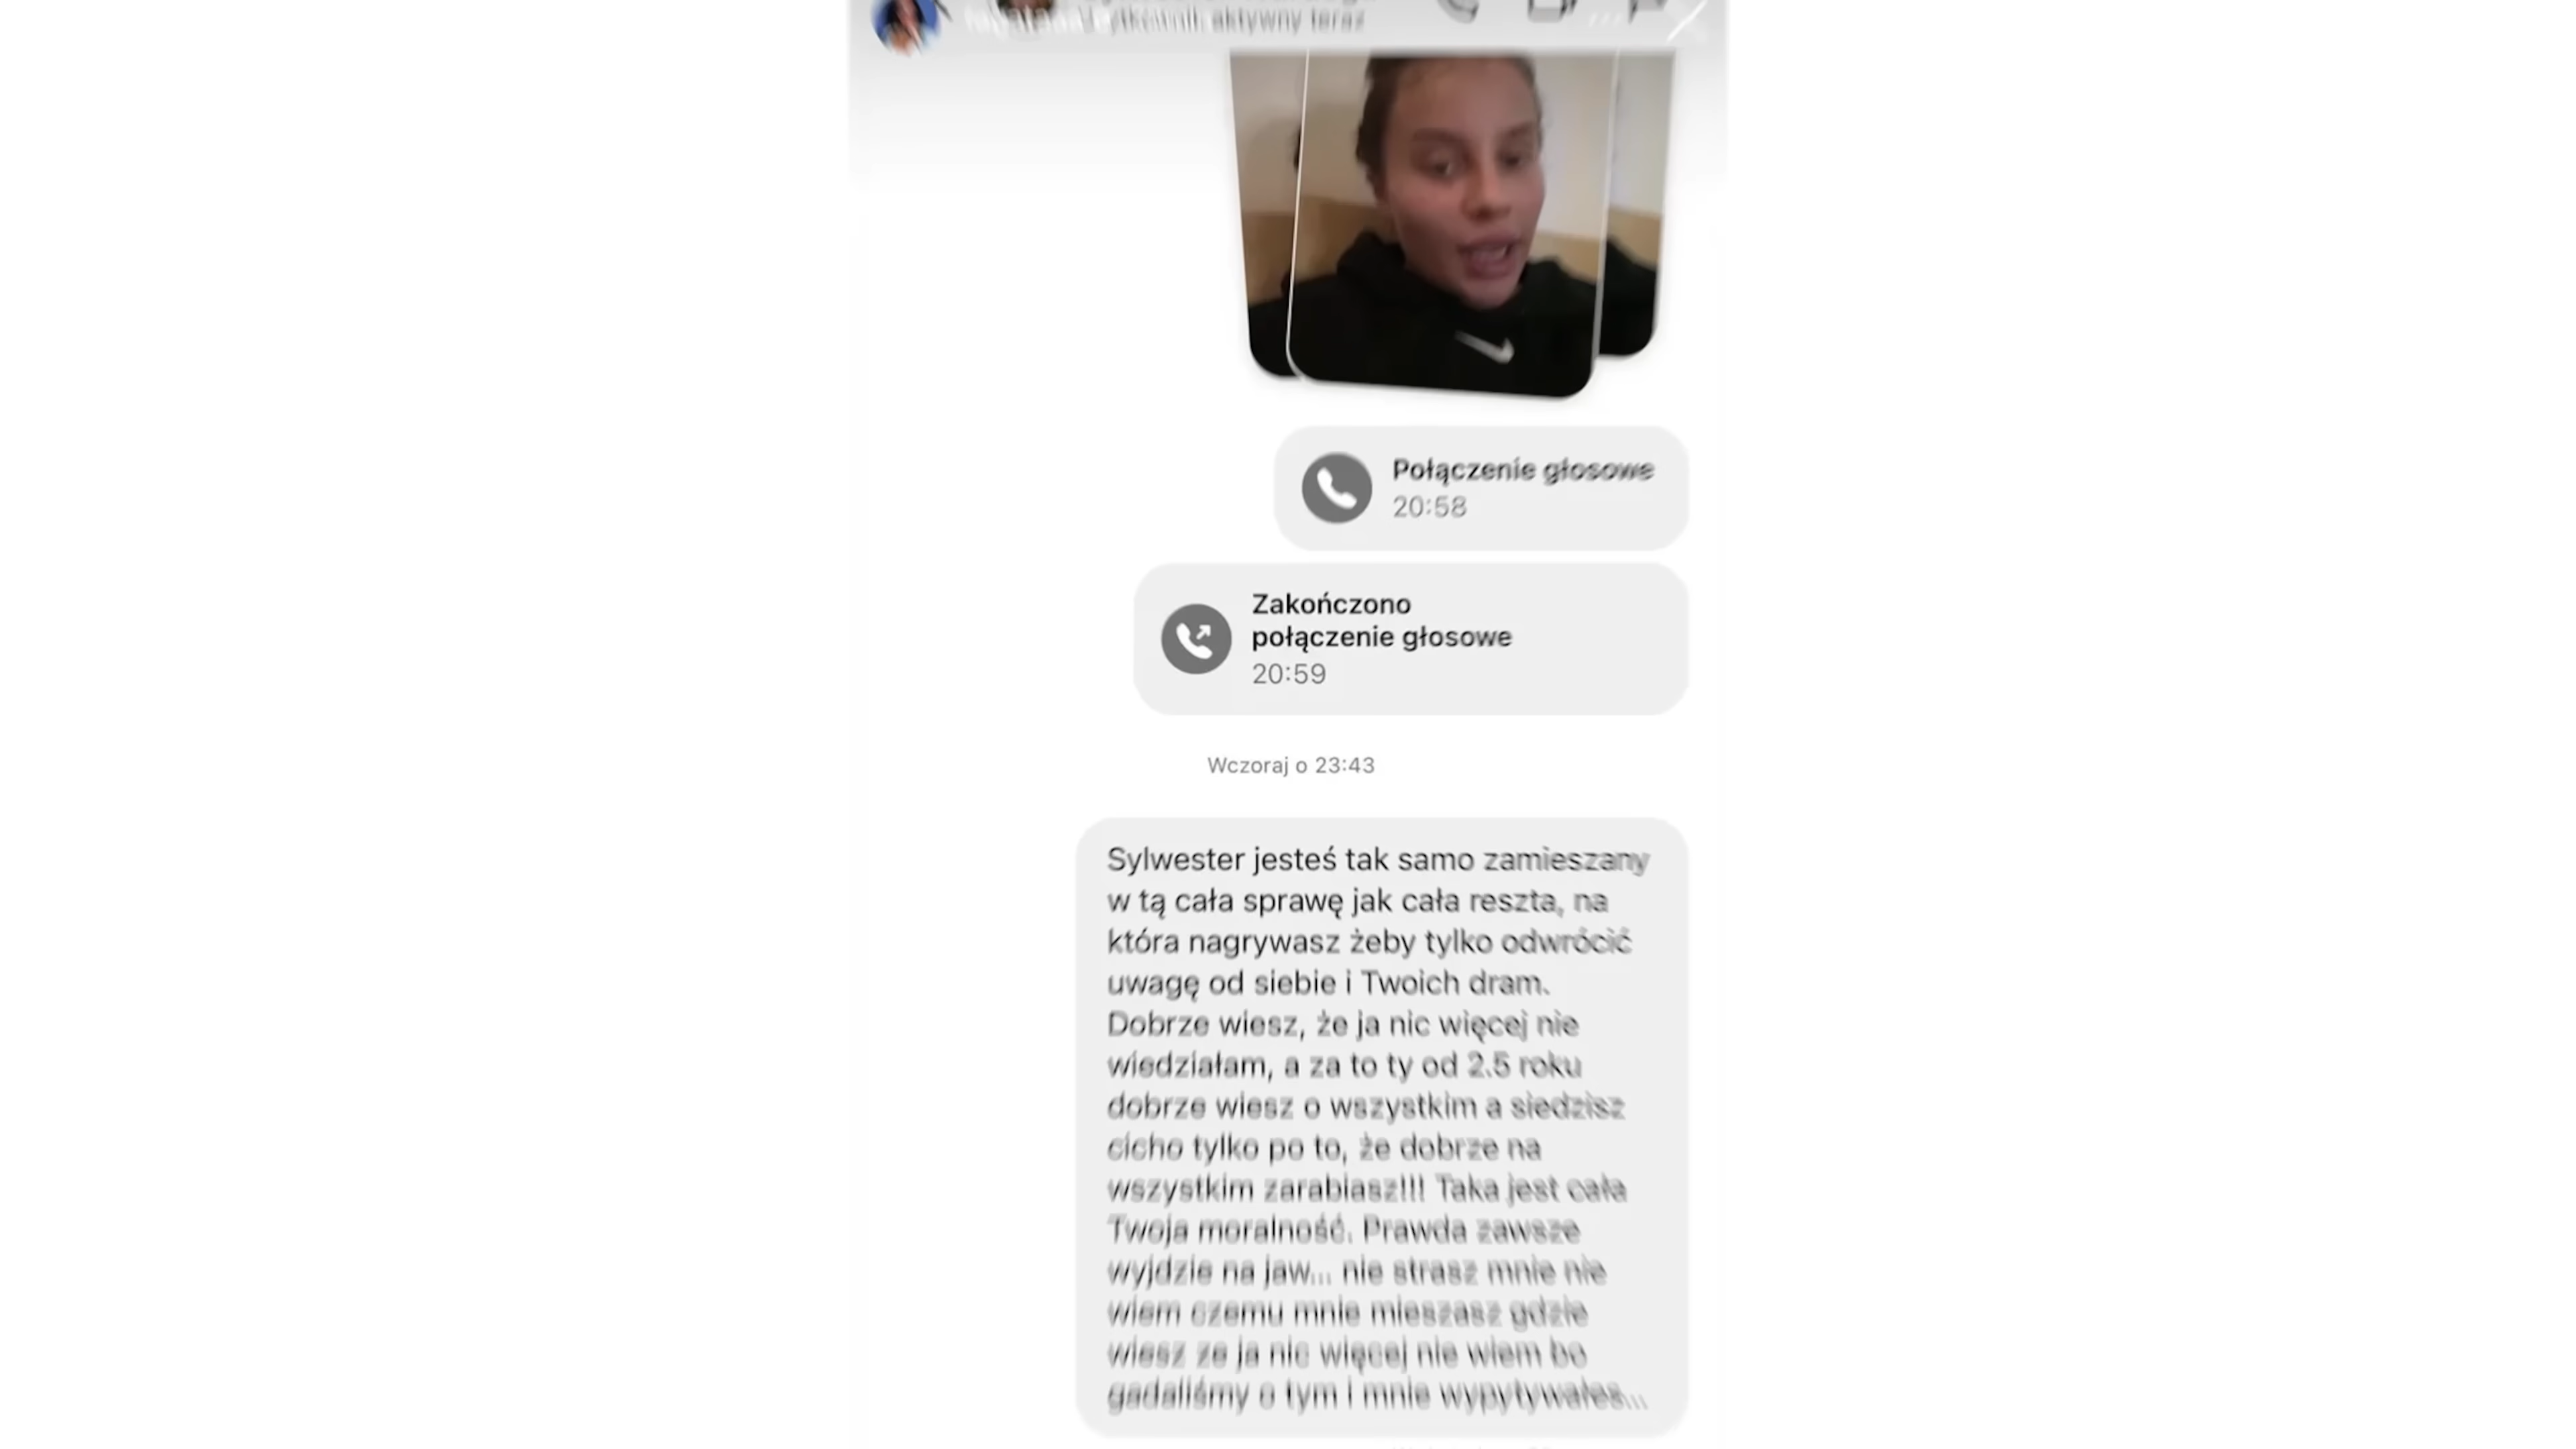 aktywny teraz
Połączenie głosowe
20:58
Zakończono
połączenie głosowe
20:59
Wczoraj o 23:43
Sylwester jesteś tak samo zamieszany
w tą cała sprawę jak cała reszta, na
która nagrywasz żeby tylko odwrócić
uwagę od siebie i Twoich dram.
Dobrze wiesz, że ja nic więcej nie
wiedziałam, a za to ty od 2.5 roku
dobrze wiesz o wszystkim a siedzisz
cicho tylko po to, że dobrze na
wszystkim zarabiasz!!! Taka jest cała
Twoja moralność. Prawda zawsze
wyjdzie na jaw... nie strasz mnie nie
wiem czemu mnie mieszasz gdzie
wiesz ze ja nic więcej nie wiem bo
gadaliśmy o tym i mnie wypytywałes...